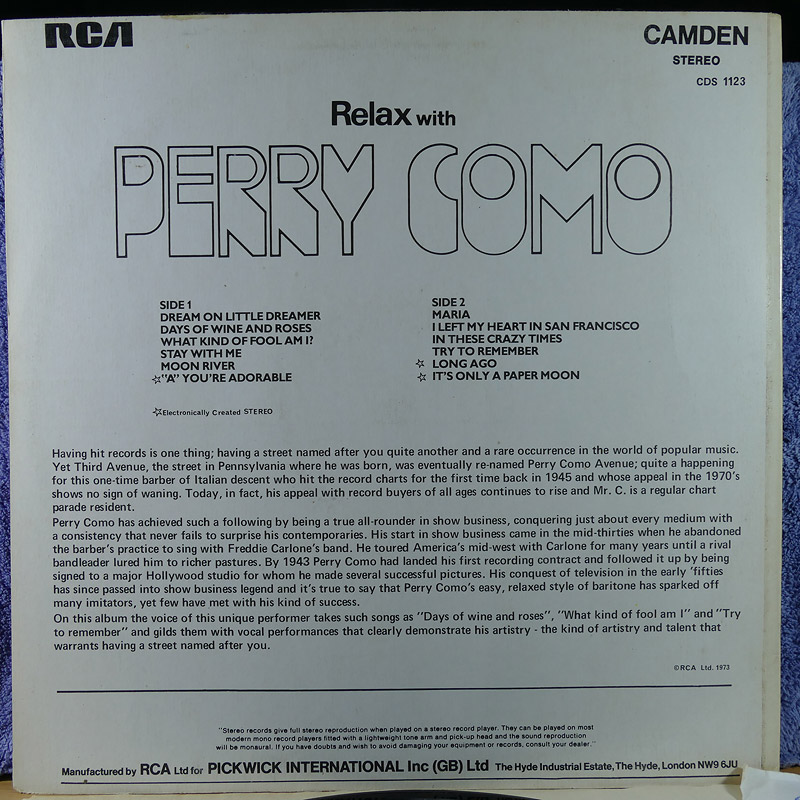 RCA
CAMDEN
STEREO
CDS 1123
Relax with
PERRY COMO
SIDE 1
DREAM ON LITTLE DREAMER
DAYS OF WINE AND ROSES
WHAT KIND OF FOOL AM I?
STAY WITH ME
MOON RIVER
☆"A" YOU'RE ADORABLE
☆Electronically Created STEREO
SIDE 2
MARIA
I LEFT MY HEART IN SAN FRANCISCO
IN THESE CRAZY TIMES
TRY TO REMEMBER
☆ LONG AGO
☆ IT'S ONLY A PAPER MOON
Having hit records is one thing; having a street named after you quite another and a rare occurrence in the world of popular music.
Yet Third Avenue, the street in Pennsylvania where he was born, was eventually re-named Perry Como Avenue; quite a happening
for this one-time barber of Italian descent who hit the record charts for the first time back in 1945 and whose appeal in the 1970's
shows no sign of waning. Today, in fact, his appeal with record buyers of all ages continues to rise and Mr. C. is a regular chart
parade resident.
Perry Como has achieved such a following by being a true all-rounder in show business, conquering just about every medium with
a consistency that never fails to surprise his contemporaries. His start in show business came in the mid-thirties when he abandoned
the barber's practice to sing with Freddie Carlone's band. He toured America's mid-west with Carlone for many years until a rival
bandleader lured him to richer pastures. By 1943 Perry Como had landed his first recording contract and followed it up by being
signed to a major Hollywood studio for whom he made several successful pictures. His conquest of television in the early 'fifties
has since passed into show business legend and it's true to say that Perry Como's easy, relaxed style of baritone has sparked off
many imitators, yet few have met with his kind of success.
On this album the voice of this unique performer takes such songs as "Days of wine and roses", "What kind of fool am I" and "Try
to remember" and gilds them with vocal performances that clearly demonstrate his artistry - the kind of artistry and talent that
warrants having a street named after you.
©RCA Ltd. 1973
"Stereo records give full stereo reproduction when played on a stereo record player. They can be played on most
modern mono record players fitted with a lightweight tone arm and pick-up head and the sound reproduction
will be monaural. If you have doubts and wish to avoid damaging your equipment or records, consult your dealer."
Manufactured by RCA Ltd for PICKWICK INTERNATIONAL Inc (GB) Ltd The Hyde Industrial Estate, The Hyde, London NW9 6JU